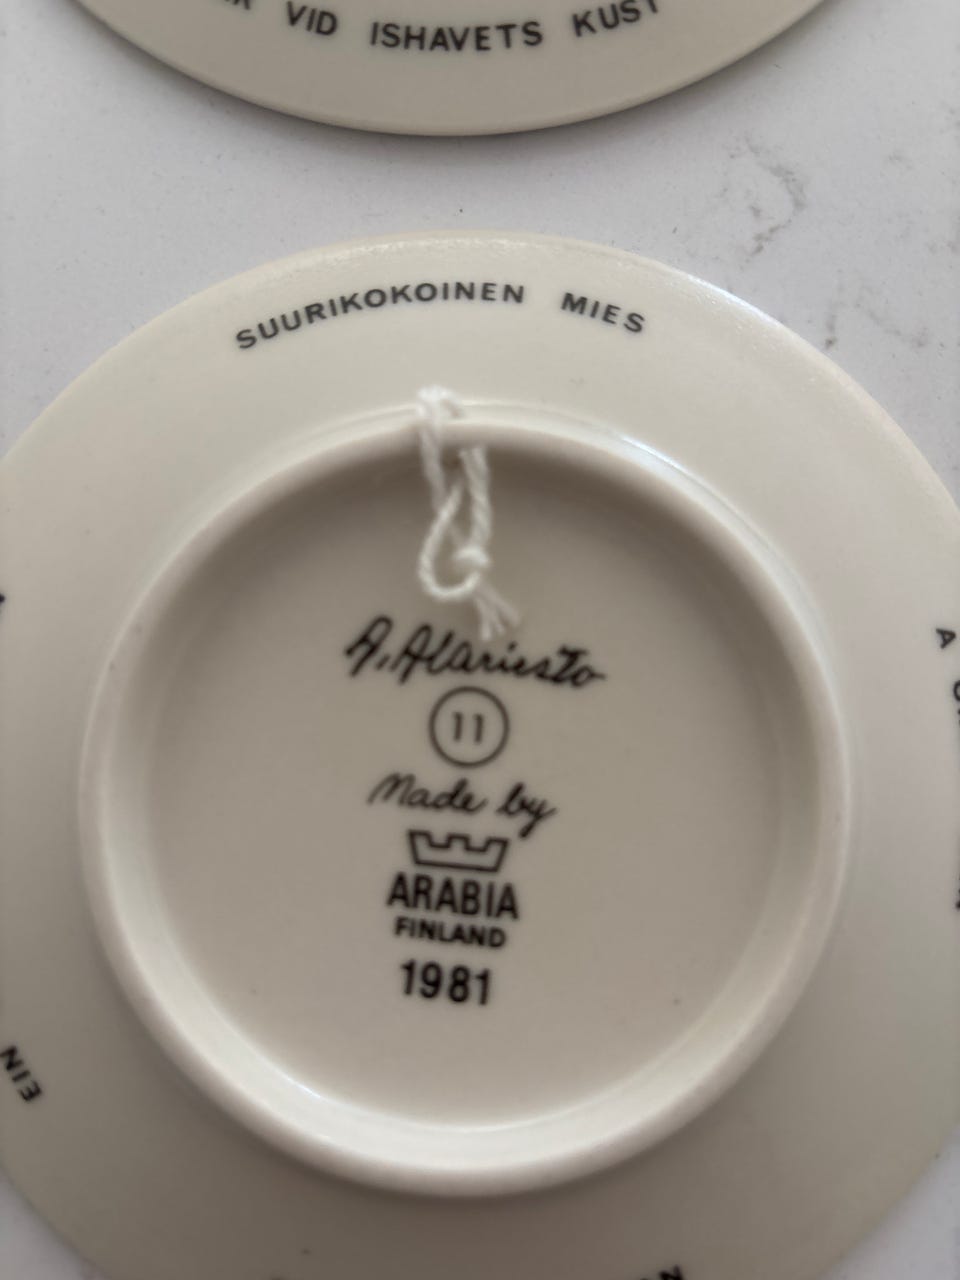 VID ISHAVETS KUST
SUURIKOKOINEN MIES
A. Alariesto
11
Made by
ARABIA
FINLAND
1981
A
EIN